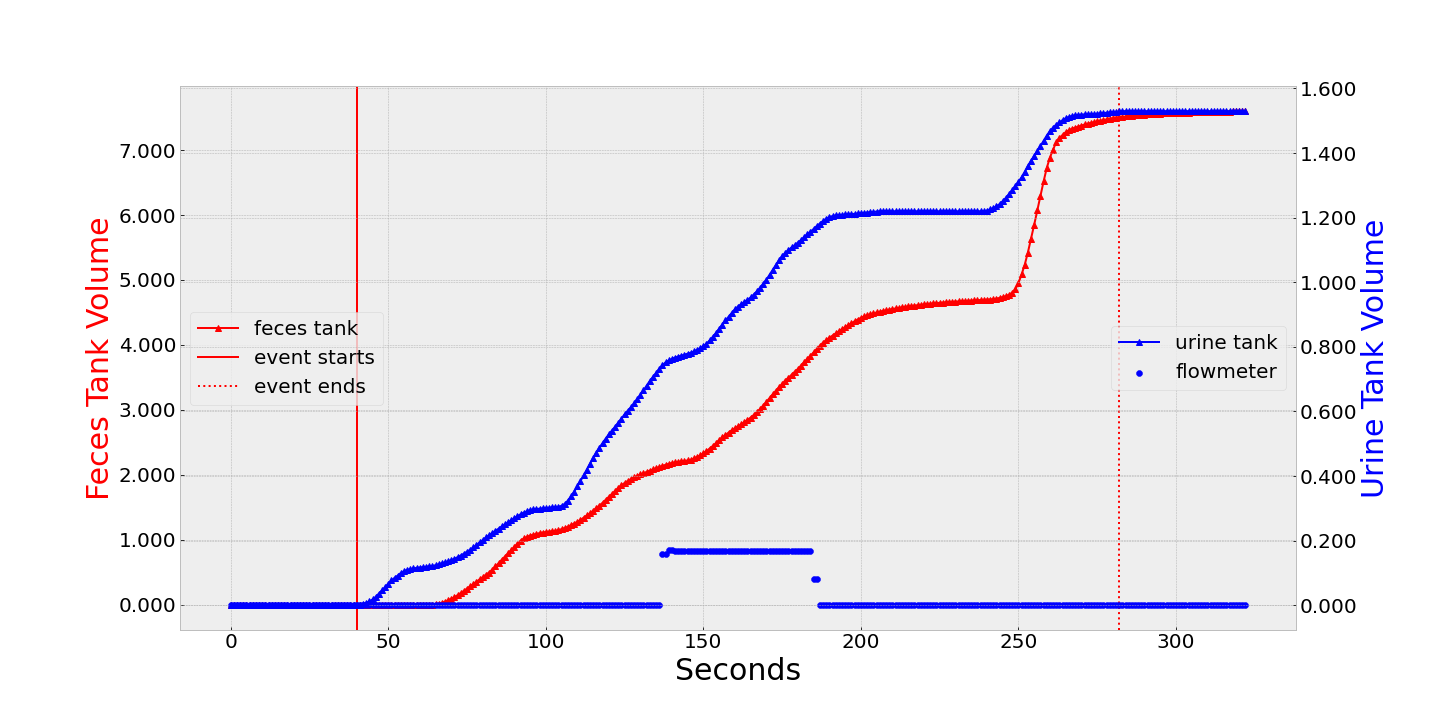 Feces Tank Volume
7.000
6.000
5.000
4.000
3.000
2.000
1.000
0.000
feces tank
event starts
event ends
1.600
1.400
1.200
1.000
0.800
0.600
0.400
0.200
0.000
Urine Tank Volume
urine tank
flowmeter
0 50 100 150 200 250 300
Seconds